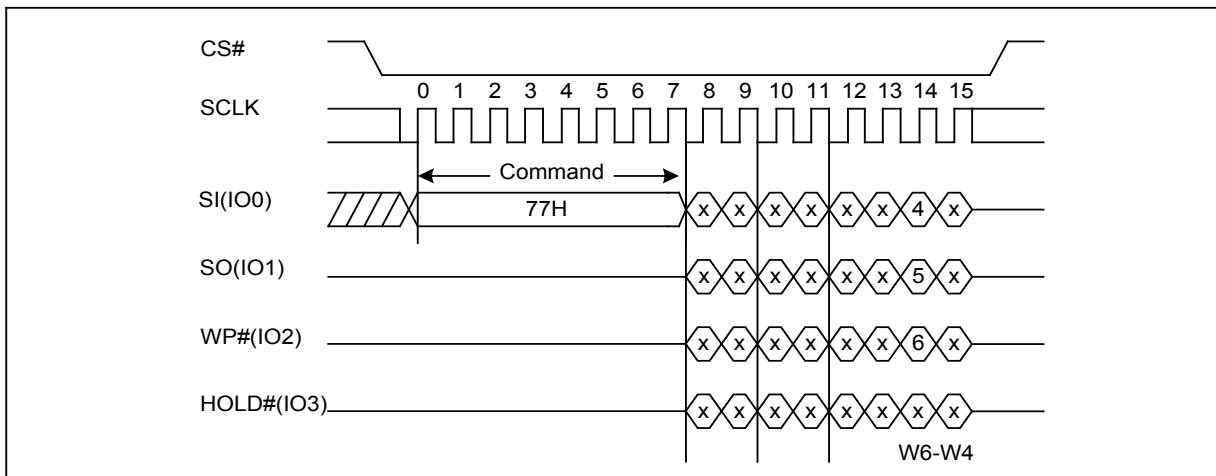 CS#
0 1 2 3 4 5 6 7 8 9 10 11 12 13 14 15
SCLK
Command
SI(IO0) 77H x x x x x x 4 x
SO(IO1) x x x x x x 5 x
WP#(IO2) x x x x x x 6 x
HOLD#(IO3) x x x x x x x x
W6-W4